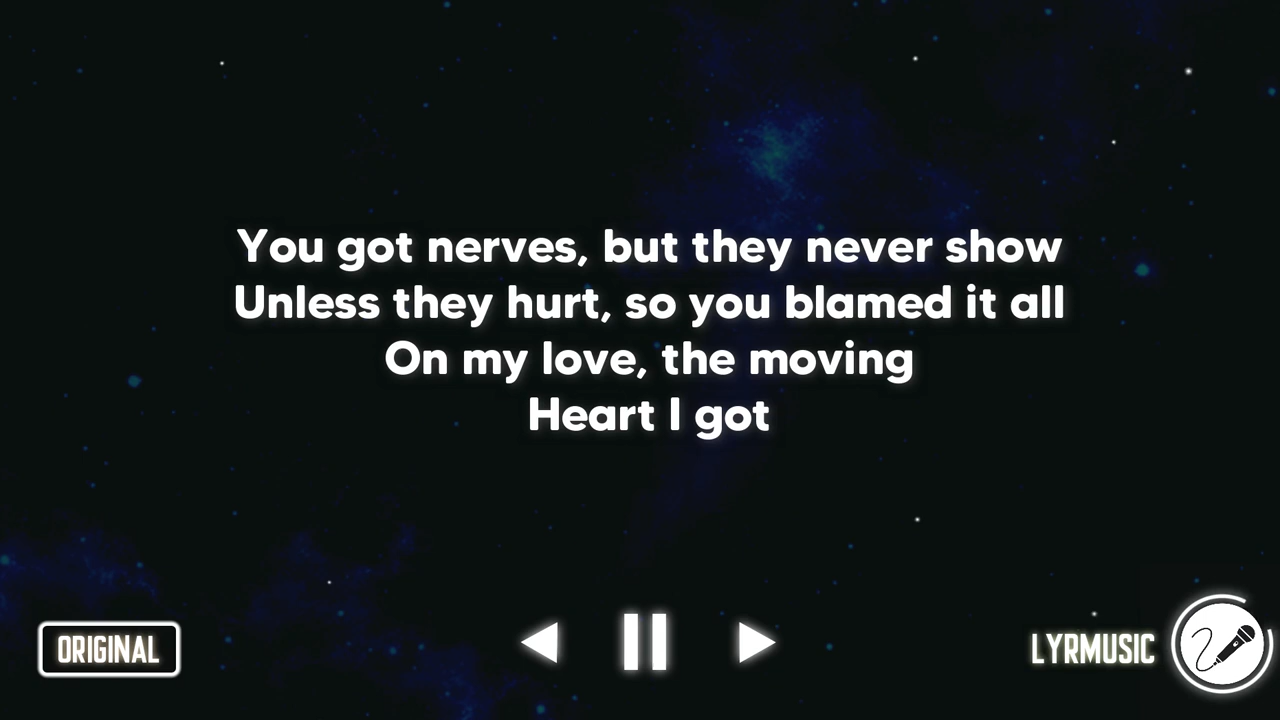 You got nerves, but they never show
Unless they hurt, so you blamed it all
On my love, the moving
Heart I got
ORIGINAL
LYRMUSIC